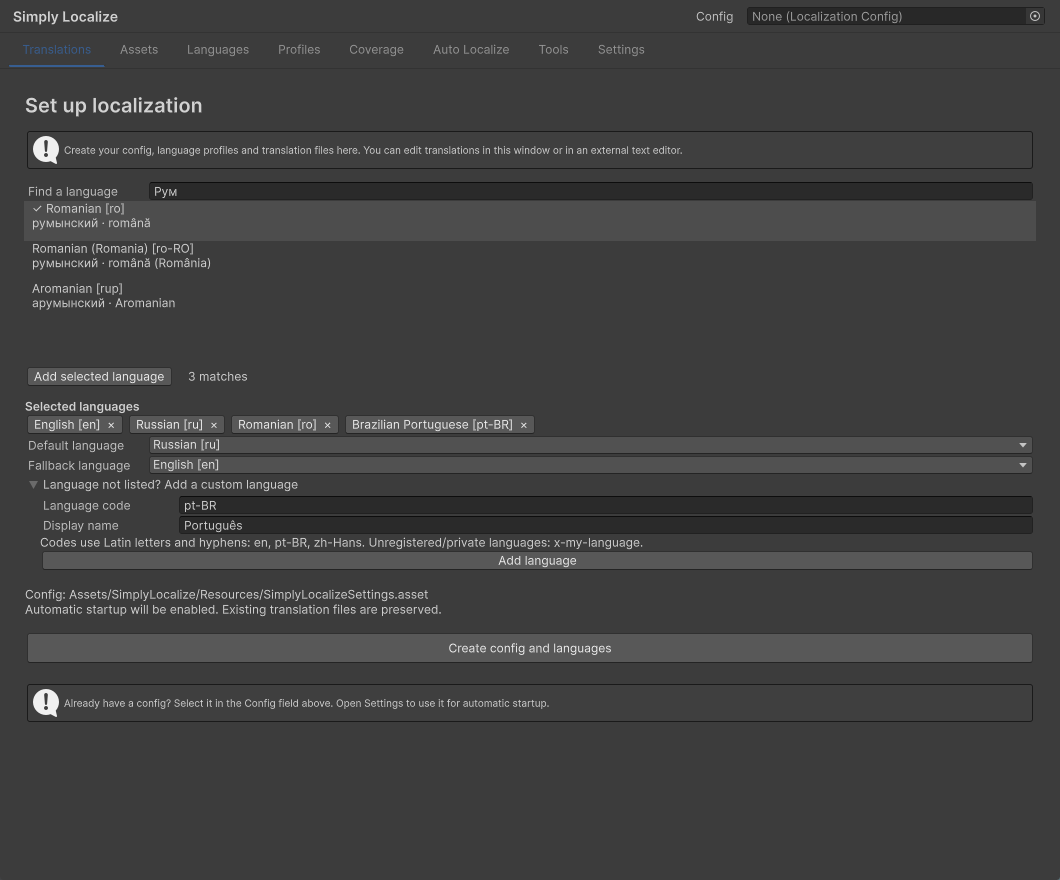 Simply Localize
Config None (Localization Config)
Translations Assets Languages Profiles Coverage Auto Localize Tools Settings
Set up localization
Create your config, language profiles and translation files here. You can edit translations in this window or in an external text editor.
Find a language Рум
✓ Romanian [ro]
румынский · română
Romanian (Romania) [ro-RO]
румынский · română (România)
Aromanian [rup]
арумынский · Aromanian
Add selected language 3 matches
Selected languages
English [en] × Russian [ru] × Romanian [ro] × Brazilian Portuguese [pt-BR] ×
Default language Russian [ru]
Fallback language English [en]
Language not listed? Add a custom language
Language code pt-BR
Display name Português
Codes use Latin letters and hyphens: en, pt-BR, zh-Hans. Unregistered/private languages: x-my-language.
Add language
Config: Assets/SimplyLocalize/Resources/SimplyLocalizeSettings.asset
Automatic startup will be enabled. Existing translation files are preserved.
Create config and languages
Already have a config? Select it in the Config field above. Open Settings to use it for automatic startup.